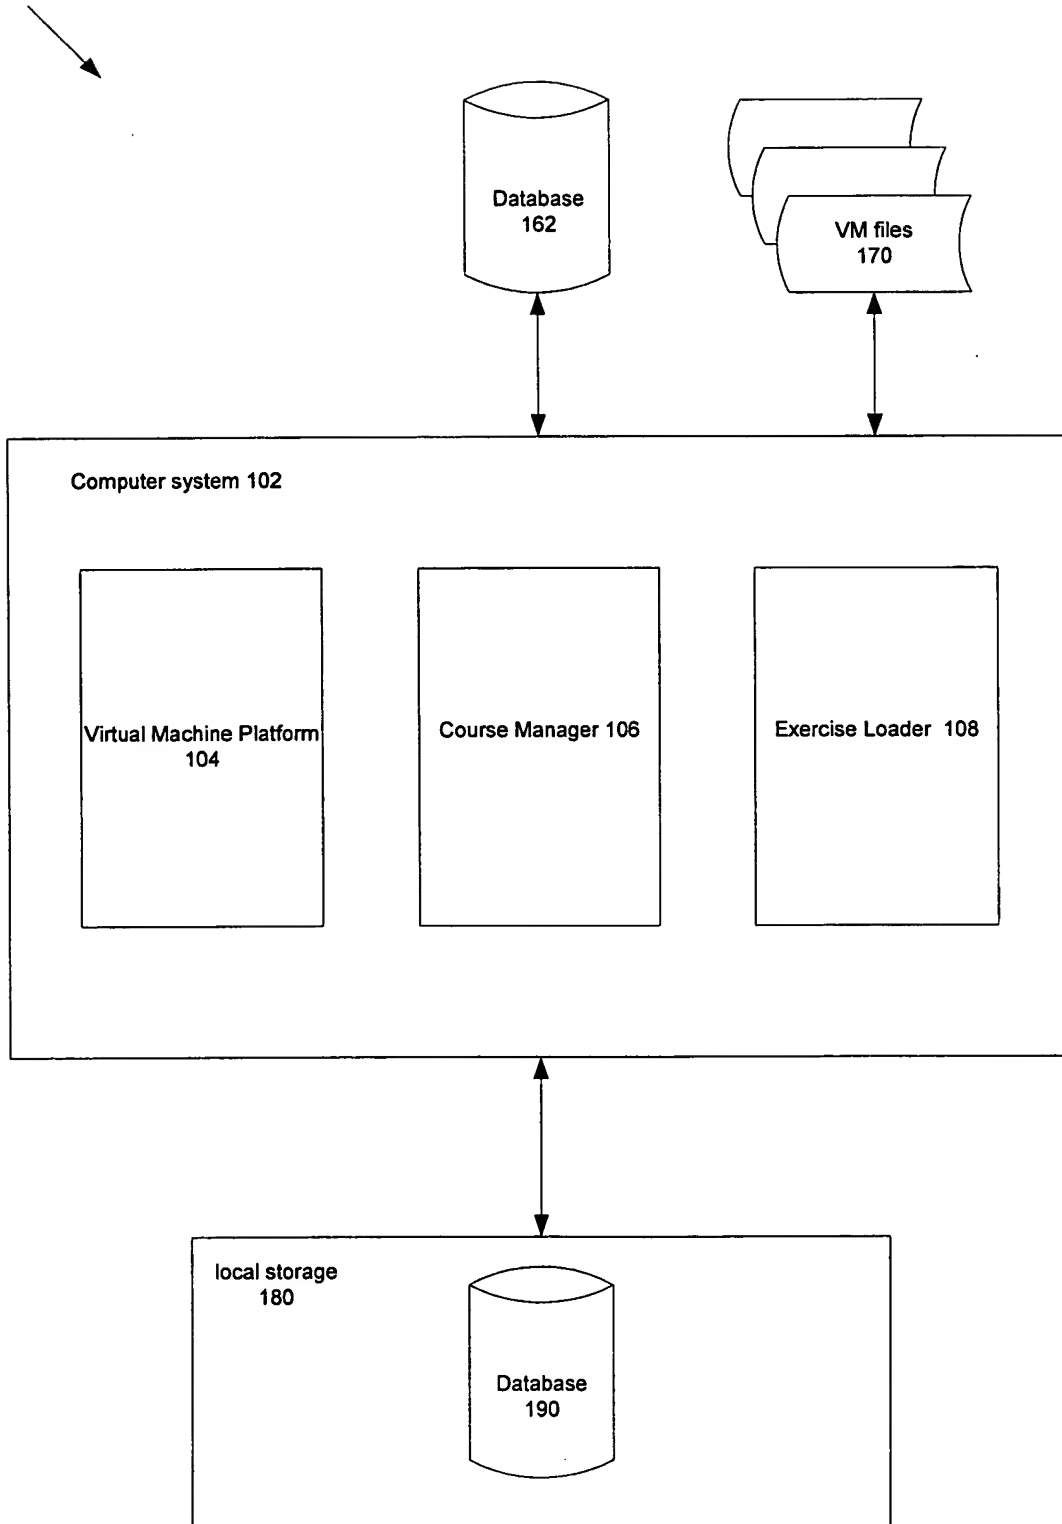 Database
162
VM files
170
Computer system 102
Virtual Machine Platform
104
Course Manager 106
Exercise Loader 108
local storage
180
Database
190